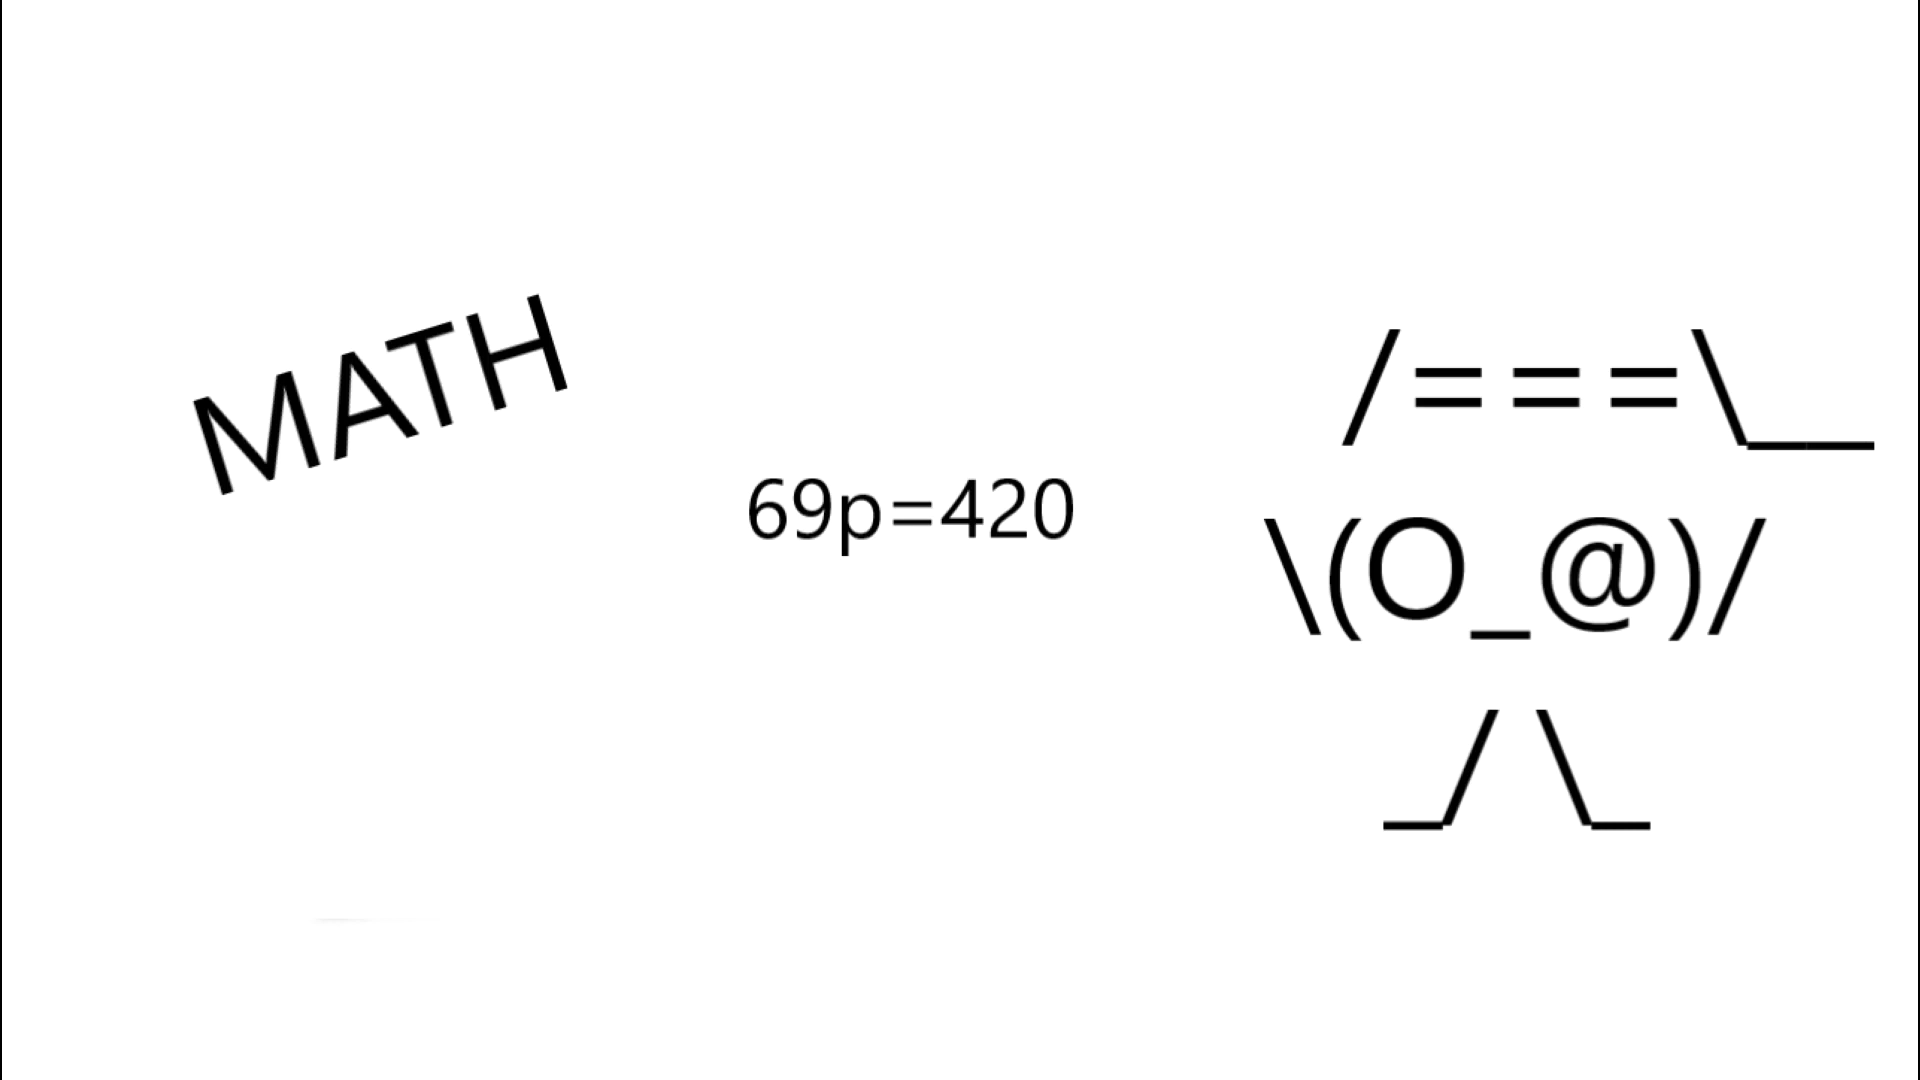 MATH
69p=420
/===\__
\(O_@)/
_/ \_